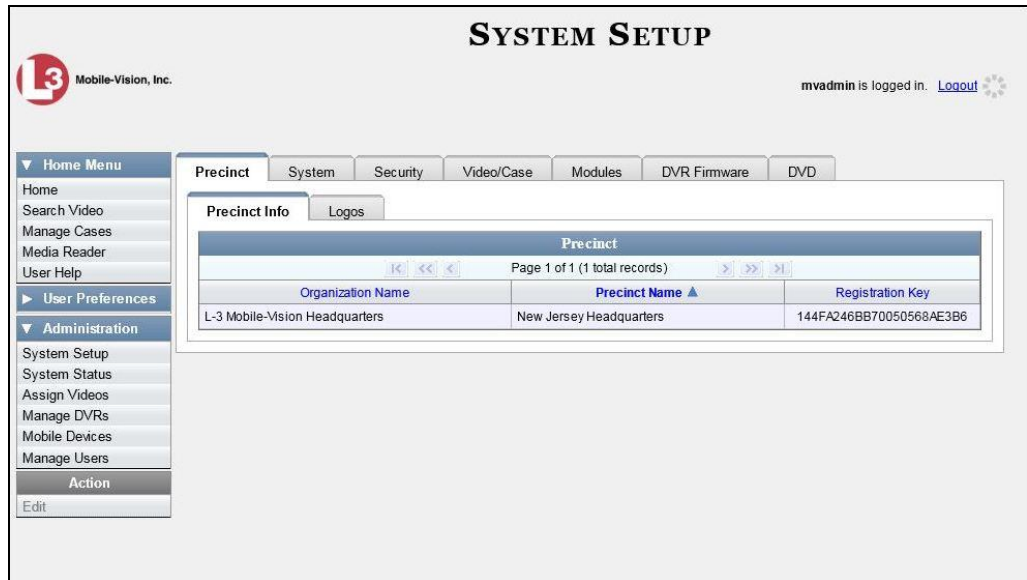 SYSTEM SETUP
L3 Mobile-Vision, Inc.
mvadmin is logged in. Logout
▼ Home Menu
Home
Search Video
Manage Cases
Media Reader
User Help
► User Preferences
▼ Administration
System Setup
System Status
Assign Videos
Manage DVRs
Mobile Devices
Manage Users
Action
Edit
Precinct System Security Video/Case Modules DVR Firmware DVD
Precinct Info Logos
Precinct
|< << < Page 1 of 1 (1 total records) > >> >|
Organization Name Precinct Name ▲ Registration Key
L-3 Mobile-Vision Headquarters New Jersey Headquarters 144FA246BB70050568AE3B6